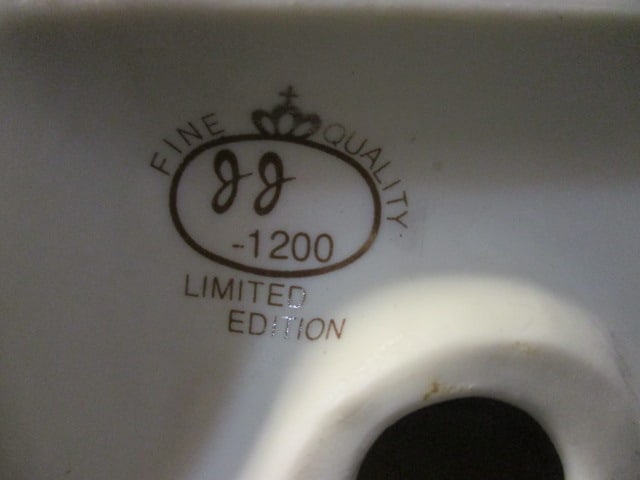 FINE QUALITY
JJ
-1200
LIMITED
EDITION